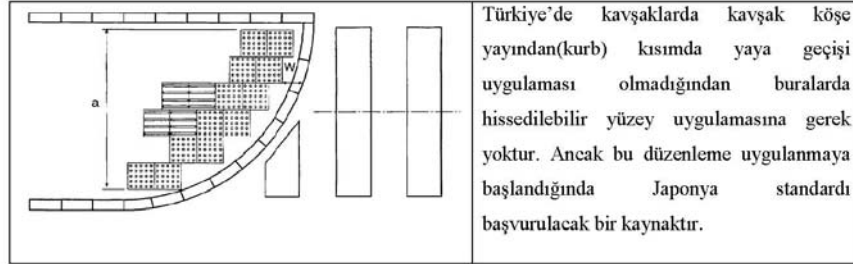 a
W
Türkiye’de kavşaklarda kavşak köşe
yayından(kurb) kısımda yaya geçişi
uygulaması olmadığından buralarda
hissedilebilir yüzey uygulamasına gerek
yoktur. Ancak bu düzenleme uygulanmaya
başlandığında Japonya standardı
başvurulacak bir kaynaktır.